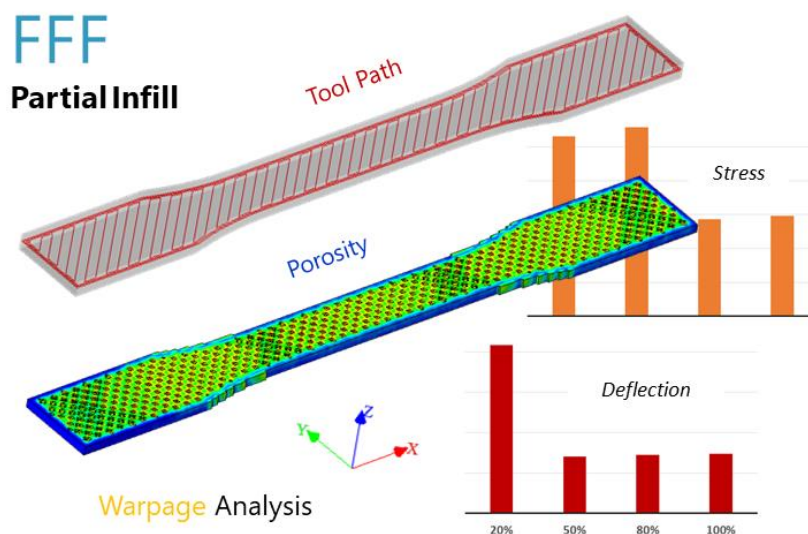 FFF
Partial Infill
Tool Path
Stress
Porosity
Deflection
Z
Y
X
Warpage Analysis
20% 50% 80% 100%